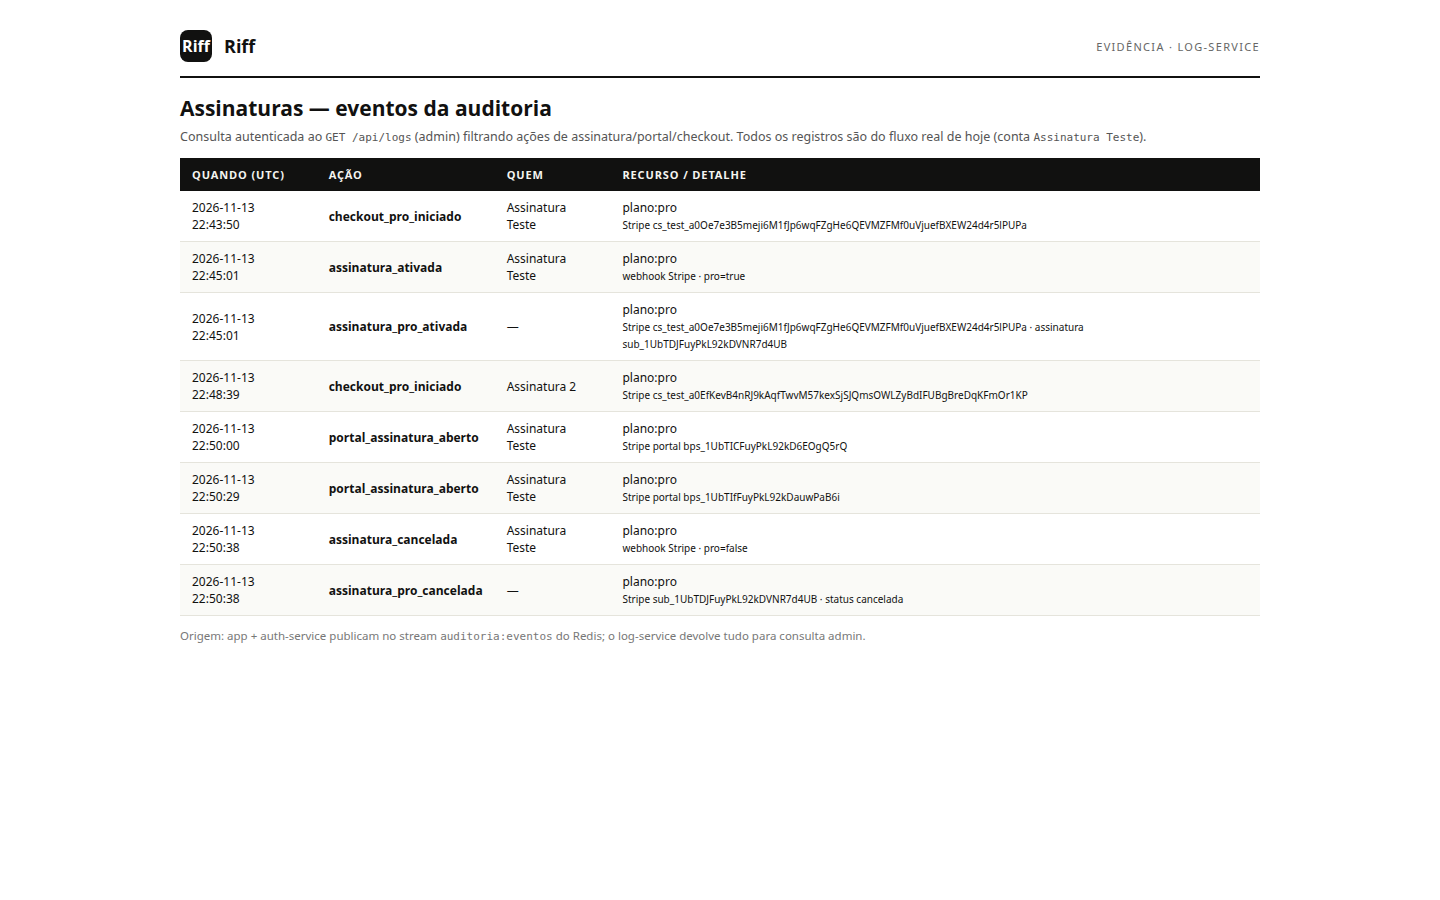 Riff Riff
EVIDÊNCIA · LOG-SERVICE
Assinaturas — eventos da auditoria
Consulta autenticada ao GET /api/logs (admin) filtrando ações de assinatura/portal/checkout. Todos os registros são do fluxo real de hoje (conta Assinatura Teste).
QUANDO (UTC) AÇÃO QUEM RECURSO / DETALHE
2026-11-13
22:43:50
checkout_pro_iniciado
Assinatura
Teste
plano:pro
Stripe cs_test_a0Oe7e3B5meji6M1fJp6wqFZgHe6QEVMZFMf0uVjuefBXEW24d4r5lPUPa
2026-11-13
22:45:01
assinatura_ativada
Assinatura
Teste
plano:pro
webhook Stripe · pro=true
2026-11-13
22:45:01
assinatura_pro_ativada
—
plano:pro
Stripe cs_test_a0Oe7e3B5meji6M1fJp6wqFZgHe6QEVMZFMf0uVjuefBXEW24d4r5lPUPa · assinatura
sub_1UbTDJFuyPkL92kDVNR7d4UB
2026-11-13
22:48:39
checkout_pro_iniciado
Assinatura 2
plano:pro
Stripe cs_test_a0EfKevB4nRJ9kAqfTwvM57kexSjSJQmsOWLZyBdIFUBgBreDqKFmOr1KP
2026-11-13
22:50:00
portal_assinatura_aberto
Assinatura
Teste
plano:pro
Stripe portal bps_1UbTICFuyPkL92kD6EOgQ5rQ
2026-11-13
22:50:29
portal_assinatura_aberto
Assinatura
Teste
plano:pro
Stripe portal bps_1UbTIfFuyPkL92kDauwPaB6i
2026-11-13
22:50:38
assinatura_cancelada
Assinatura
Teste
plano:pro
webhook Stripe · pro=false
2026-11-13
22:50:38
assinatura_pro_cancelada
—
plano:pro
Stripe sub_1UbTDJFuyPkL92kDVNR7d4UB · status cancelada
Origem: app + auth-service publicam no stream auditoria:eventos do Redis; o log-service devolve tudo para consulta admin.